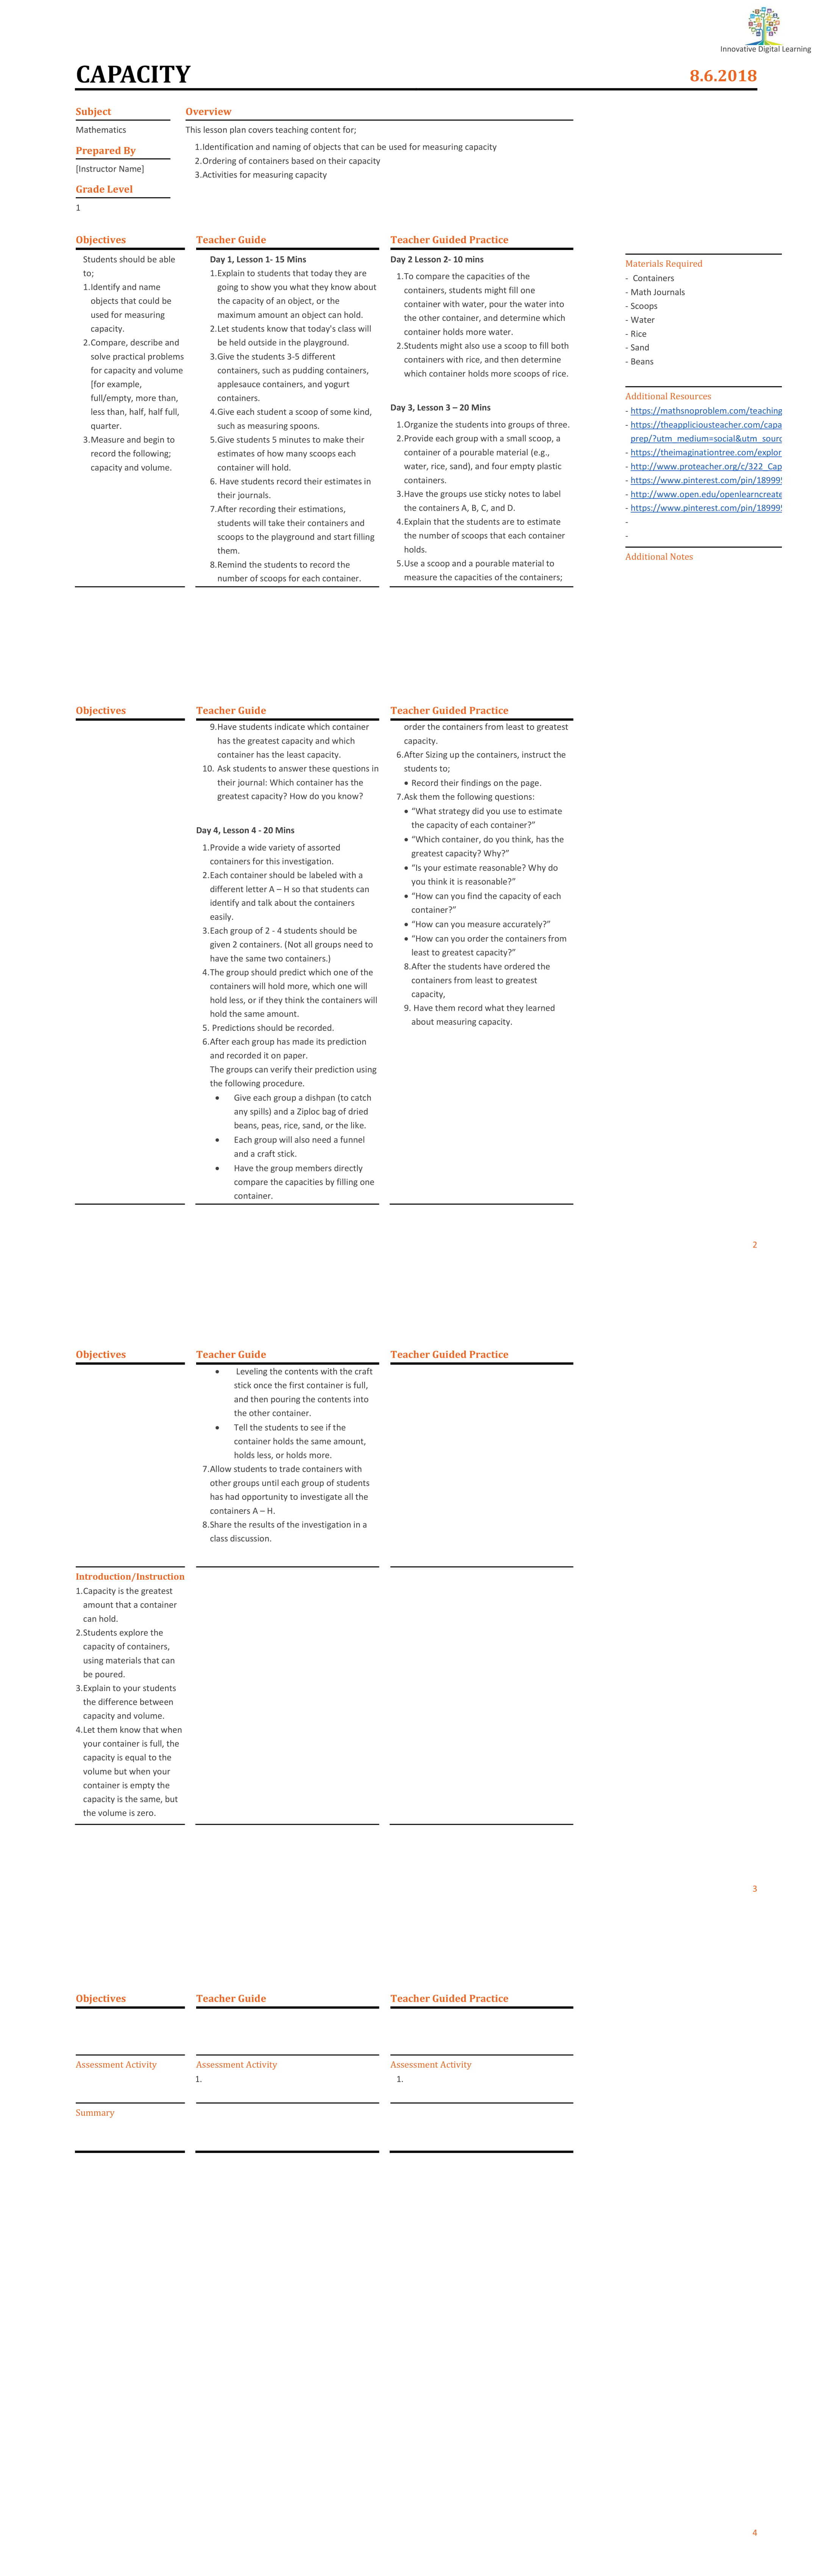 Innovative Digital Learning
CAPACITY
8.6.2018
Subject
Mathematics
Prepared By
[Instructor Name]
Grade Level
1
Overview
This lesson plan covers teaching content for;
1.Identification and naming of objects that can be used for measuring capacity
2.Ordering of containers based on their capacity
3.Activities for measuring capacity
Objectives
Students should be able
to;
1.Identify and name
objects that could be
used for measuring
capacity.
2.Compare, describe and
solve practical problems
for capacity and volume
[for example,
full/empty, more than,
less than, half, half full,
quarter.
3.Measure and begin to
record the following;
capacity and volume.
Teacher Guide
Day 1, Lesson 1- 15 Mins
1.Explain to students that today they are
going to show you what they know about
the capacity of an object, or the
maximum amount an object can hold.
2.Let students know that today's class will
be held outside in the playground.
3.Give the students 3-5 different
containers, such as pudding containers,
applesauce containers, and yogurt
containers.
4.Give each student a scoop of some kind,
such as measuring spoons.
5.Give students 5 minutes to make their
estimates of how many scoops each
container will hold.
6. Have students record their estimates in
their journals.
7.After recording their estimations,
students will take their containers and
scoops to the playground and start filling
them.
8.Remind the students to record the
number of scoops for each container.
Teacher Guided Practice
Day 2 Lesson 2- 10 mins
1.To compare the capacities of the
containers, students might fill one
container with water, pour the water into
the other container, and determine which
container holds more water.
2.Students might also use a scoop to fill both
containers with rice, and then determine
which container holds more scoops of rice.
Day 3, Lesson 3 – 20 Mins
1.Organize the students into groups of three.
2.Provide each group with a small scoop, a
container of a pourable material (e.g.,
water, rice, sand), and four empty plastic
containers.
3.Have the groups use sticky notes to label
the containers A, B, C, and D.
4.Explain that the students are to estimate
the number of scoops that each container
holds.
5.Use a scoop and a pourable material to
measure the capacities of the containers;
Materials Required
- Containers
- Math Journals
- Scoops
- Water
- Rice
- Sand
- Beans
Additional Resources
- https://mathsnoproblem.com/teaching
- https://theappliciousteacher.com/capa
prep/?utm_medium=social&utm_sourc
- https://theimaginationtree.com/explor
- http://www.proteacher.org/c/322_Cap
- https://www.pinterest.com/pin/189995
- http://www.open.edu/openlearncreate
- https://www.pinterest.com/pin/189995
-
-
Additional Notes
Objectives
Teacher Guide
9.Have students indicate which container
has the greatest capacity and which
container has the least capacity.
10. Ask students to answer these questions in
their journal: Which container has the
greatest capacity? How do you know?
Day 4, Lesson 4 - 20 Mins
1.Provide a wide variety of assorted
containers for this investigation.
2.Each container should be labeled with a
different letter A – H so that students can
identify and talk about the containers
easily.
3.Each group of 2 - 4 students should be
given 2 containers. (Not all groups need to
have the same two containers.)
4.The group should predict which one of the
containers will hold more, which one will
hold less, or if they think the containers will
hold the same amount.
5. Predictions should be recorded.
6.After each group has made its prediction
and recorded it on paper.
The groups can verify their prediction using
the following procedure.
• Give each group a dishpan (to catch
any spills) and a Ziploc bag of dried
beans, peas, rice, sand, or the like.
• Each group will also need a funnel
and a craft stick.
• Have the group members directly
compare the capacities by filling one
container.
Teacher Guided Practice
order the containers from least to greatest
capacity.
6.After Sizing up the containers, instruct the
students to;
• Record their findings on the page.
7.Ask them the following questions:
• “What strategy did you use to estimate
the capacity of each container?”
• “Which container, do you think, has the
greatest capacity? Why?”
• “Is your estimate reasonable? Why do
you think it is reasonable?”
• “How can you find the capacity of each
container?”
• “How can you measure accurately?”
• “How can you order the containers from
least to greatest capacity?”
8.After the students have ordered the
containers from least to greatest
capacity,
9. Have them record what they learned
about measuring capacity.
2
Objectives
Teacher Guide
• Leveling the contents with the craft
stick once the first container is full,
and then pouring the contents into
the other container.
• Tell the students to see if the
container holds the same amount,
holds less, or holds more.
7.Allow students to trade containers with
other groups until each group of students
has had opportunity to investigate all the
containers A – H.
8.Share the results of the investigation in a
class discussion.
Teacher Guided Practice
Introduction/Instruction
1.Capacity is the greatest
amount that a container
can hold.
2.Students explore the
capacity of containers,
using materials that can
be poured.
3.Explain to your students
the difference between
capacity and volume.
4.Let them know that when
your container is full, the
capacity is equal to the
volume but when your
container is empty the
capacity is the same, but
the volume is zero.
3
Objectives
Teacher Guide
Teacher Guided Practice
Assessment Activity
Assessment Activity
1.
Assessment Activity
1.
Summary
4